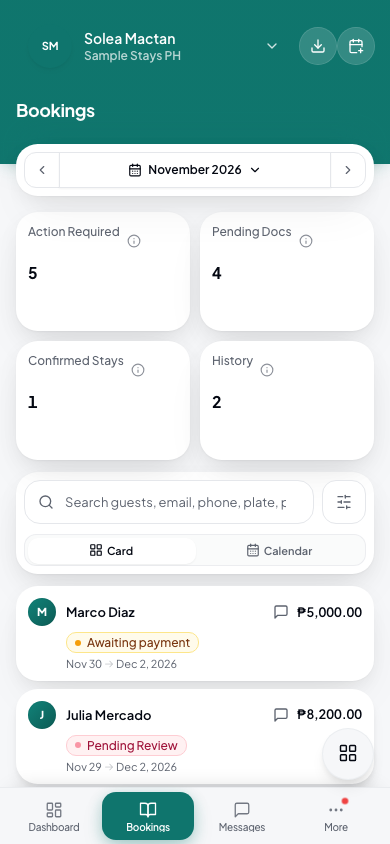 SM
Solea Mactan
Sample Stays PH
Bookings
November 2026
Action Required
5
Pending Docs
4
Confirmed Stays
1
History
2
Search guests, email, phone, plate, p
Card
Calendar
M
Marco Diaz
₱5,000.00
Awaiting payment
Nov 30 → Dec 2, 2026
J
Julia Mercado
₱8,200.00
Pending Review
Nov 29 → Dec 2, 2026
Dashboard
Bookings
Messages
More